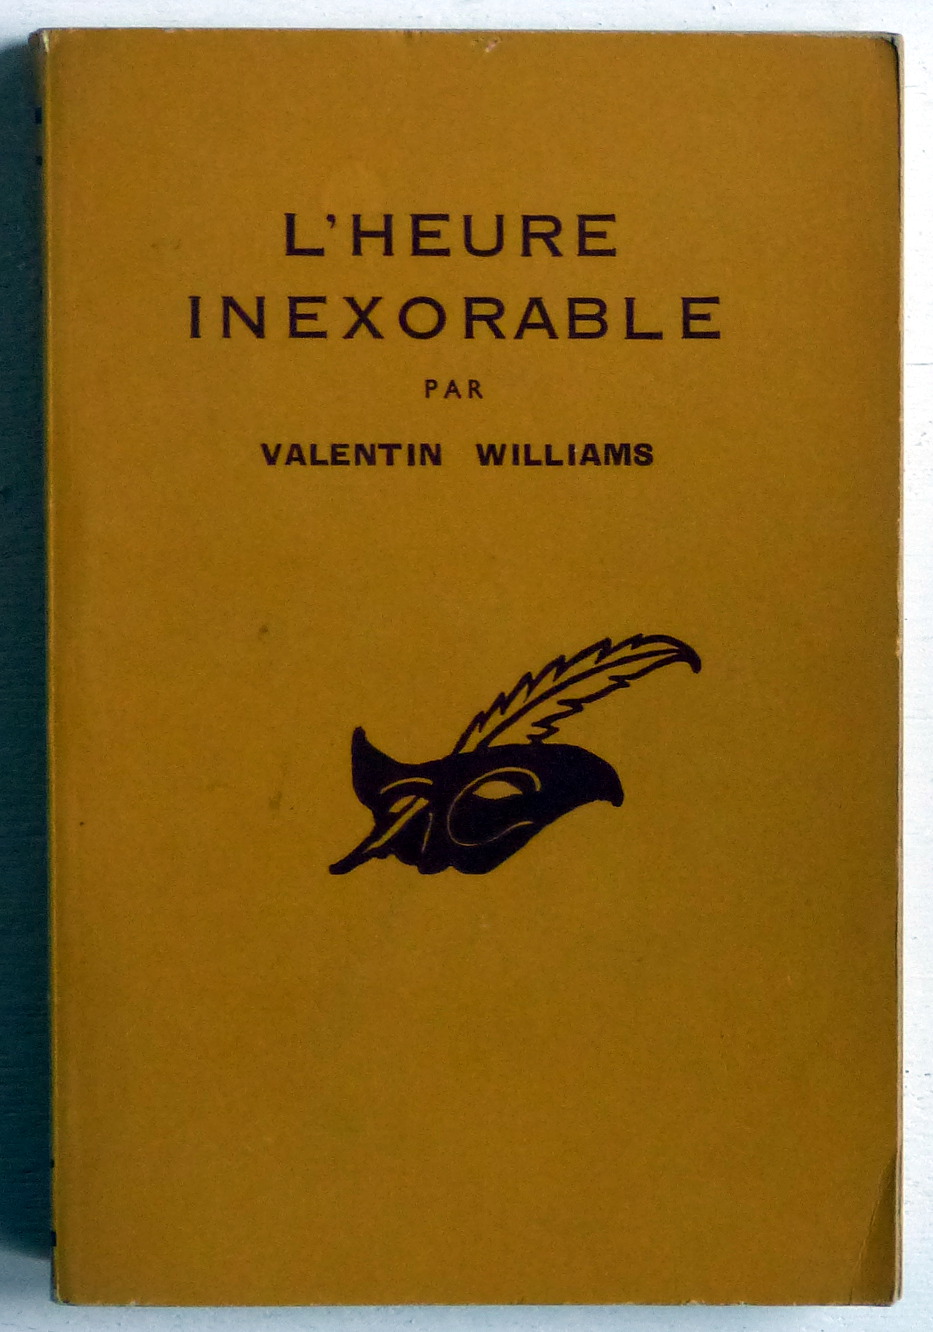 L'HEURE
INEXORABLE
PAR
VALENTIN WILLIAMS